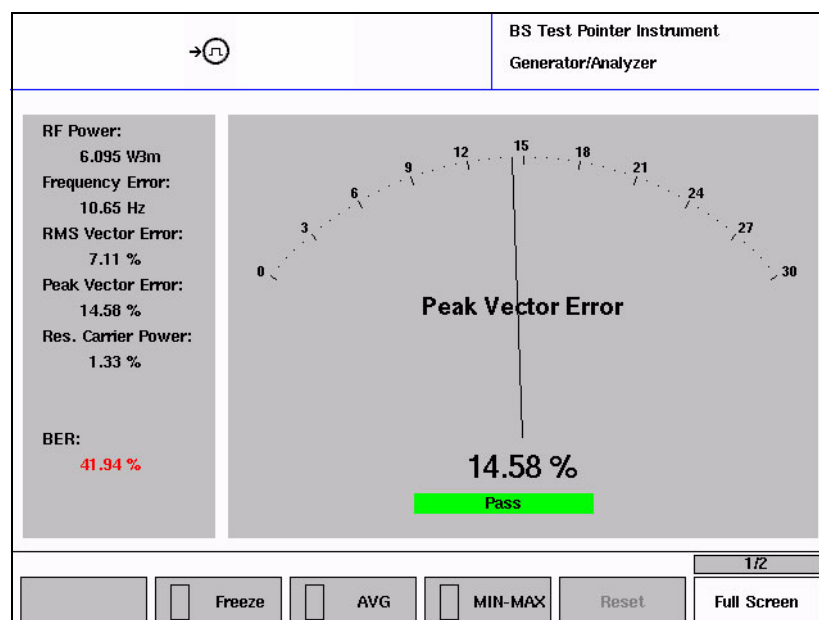 BS Test Pointer Instrument
Generator/Analyzer
RF Power:
6.095 W3m
Frequency Error:
10.65 Hz
RMS Vector Error:
7.11 %
Peak Vector Error:
14.58 %
Res. Carrier Power:
1.33 %
BER:
41.94 %
0
3
6
9
12
15
18
21
24
27
30
Peak Vector Error
14.58 %
Pass
1/2
Freeze
AVG
MIN-MAX
Reset
Full Screen